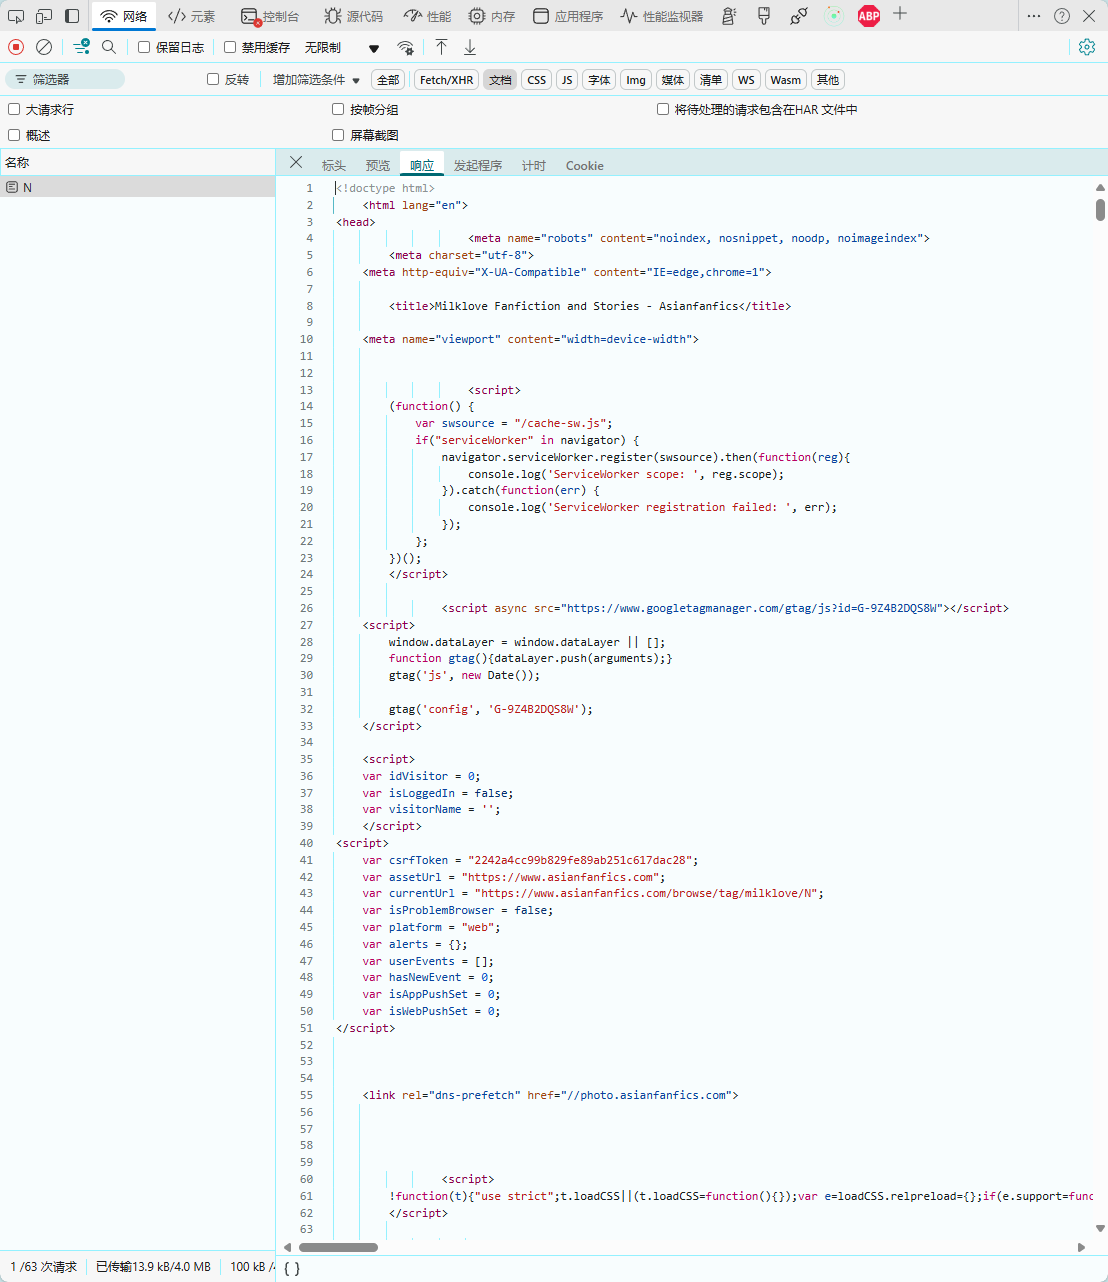 网络 元素 控制台 源代码 性能 内存 应用程序 性能监视器 ABP
保留日志 禁用缓存 无限制
筛选器 反转 增加筛选条件 全部 Fetch/XHR 文档 CSS JS 字体 Img 媒体 清单 WS Wasm 其他
大请求行 按帧分组 将待处理的请求包含在HAR 文件中
概述 屏幕截图
名称 标头 预览 响应 发起程序 计时 Cookie
N
1 <!doctype html>
2 <html lang="en">
3 <head>
4 <meta name="robots" content="noindex, nosnippet, noodp, noimageindex">
5 <meta charset="utf-8">
6 <meta http-equiv="X-UA-Compatible" content="IE=edge,chrome=1">
7
8 <title>Milklove Fanfiction and Stories - Asianfanfics</title>
9
10 <meta name="viewport" content="width=device-width">
11
12
13 <script>
14 (function() {
15 var swsource = "/cache-sw.js";
16 if("serviceWorker" in navigator) {
17 navigator.serviceWorker.register(swsource).then(function(reg){
18 console.log('ServiceWorker scope: ', reg.scope);
19 }).catch(function(err) {
20 console.log('ServiceWorker registration failed: ', err);
21 });
22 };
23 })();
24 </script>
25
26 <script async src="https://www.googletagmanager.com/gtag/js?id=G-9Z4B2DQS8W"></script>
27 <script>
28 window.dataLayer = window.dataLayer || [];
29 function gtag(){dataLayer.push(arguments);}
30 gtag('js', new Date());
31
32 gtag('config', 'G-9Z4B2DQS8W');
33 </script>
34
35 <script>
36 var idVisitor = 0;
37 var isLoggedIn = false;
38 var visitorName = '';
39 </script>
40 <script>
41 var csrfToken = "2242a4cc99b829fe89ab251c617dac28";
42 var assetUrl = "https://www.asianfanfics.com";
43 var currentUrl = "https://www.asianfanfics.com/browse/tag/milklove/N";
44 var isProblemBrowser = false;
45 var platform = "web";
46 var alerts = {};
47 var userEvents = [];
48 var hasNewEvent = 0;
49 var isAppPushSet = 0;
50 var isWebPushSet = 0;
51 </script>
52
53
54
55 <link rel="dns-prefetch" href="//photo.asianfanfics.com">
56
57
58
59
60 <script>
61 !function(t){"use strict";t.loadCSS||(t.loadCSS=function(){});var e=loadCSS.relpreload={};if(e.support=func
62 </script>
63
1 /63 次请求 已传输13.9 kB/4.0 MB 100 kB / { }